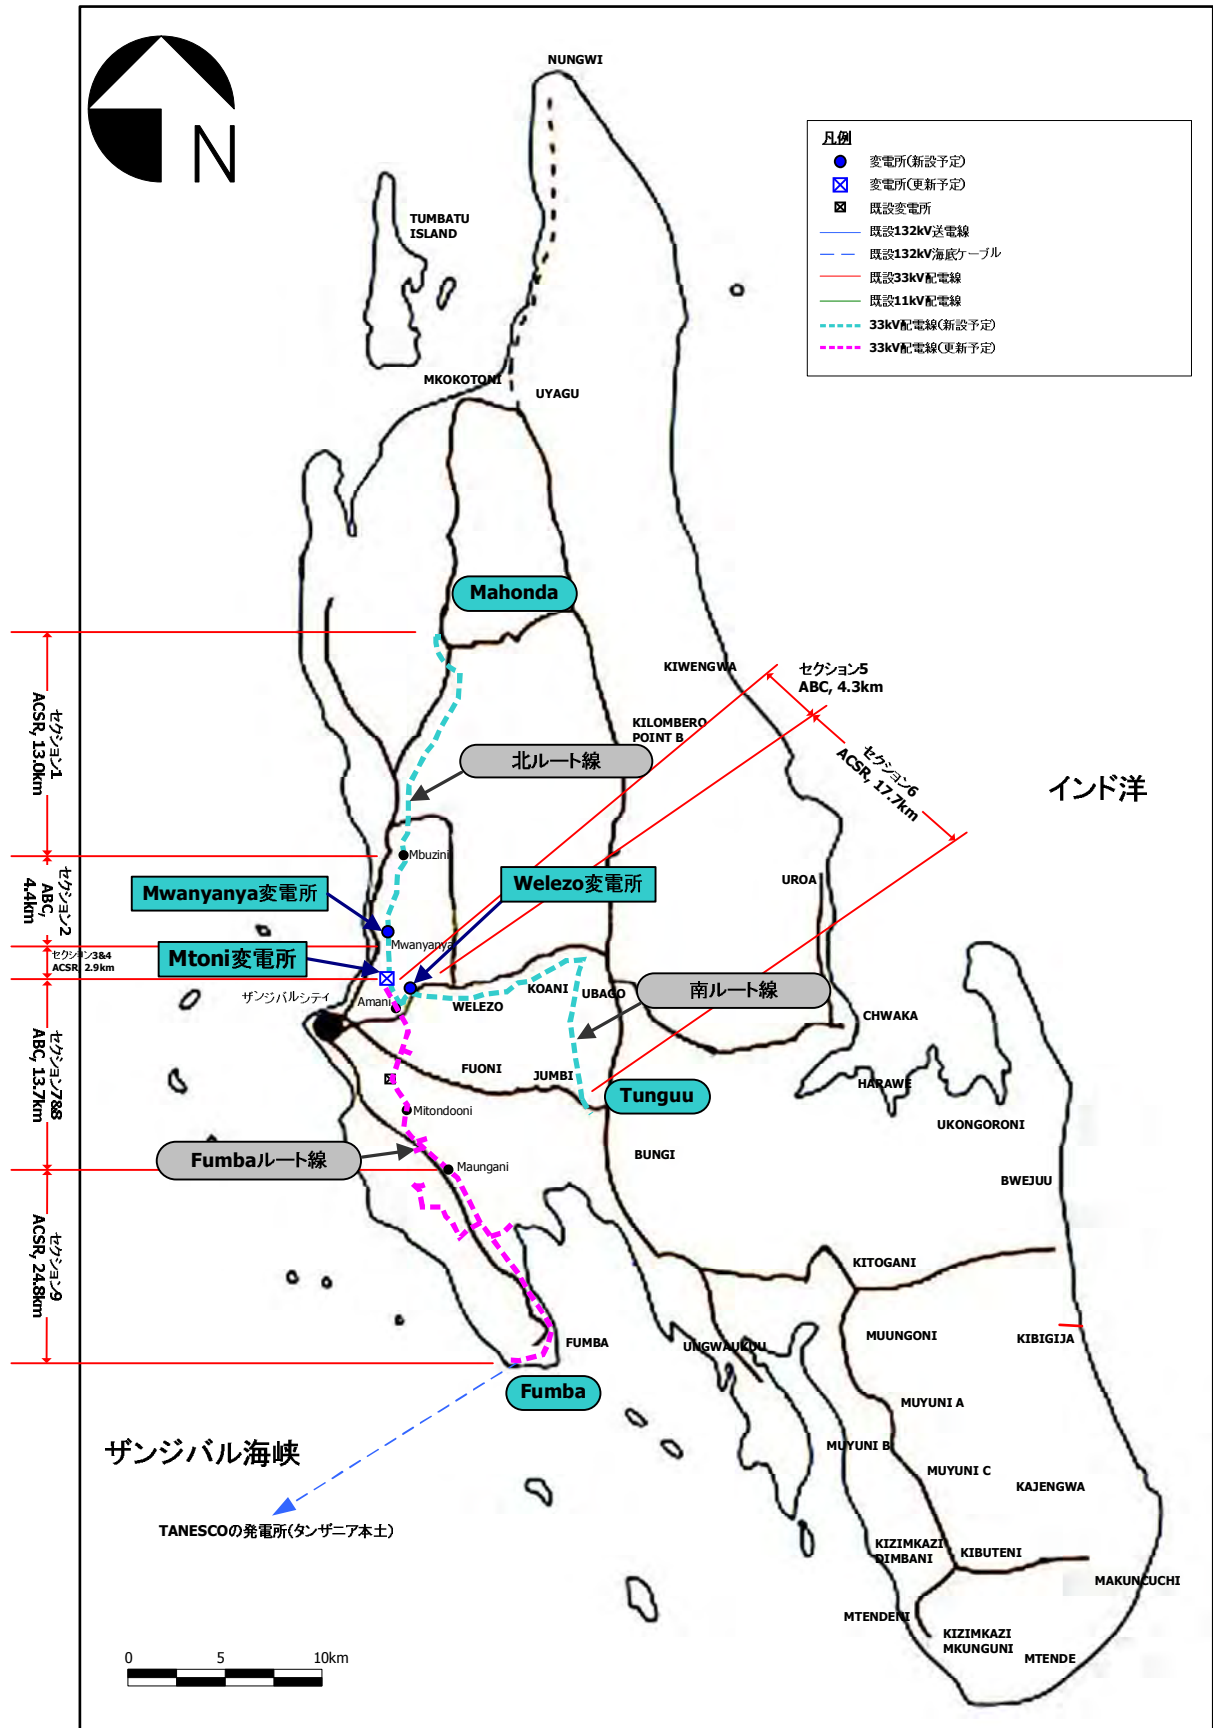 N
NUNGWI
凡例
変電所(新設予定)
変電所(更新予定)
既設変電所
既設132kV送電線
既設132kV海底ケーブル
既設33kV配電線
既設11kV配電線
33kV配電線(新設予定)
33kV配電線(更新予定)
TUMBATU
ISLAND
MKOKOTONI
UYAGU
Mahonda
KIWENGWA
セクション5
ABC, 4.3km
KILOMBERO
POINT B
セクション6
ACSR, 17.7km
セクション1
ACSR, 13.0km
北ルート線
インド洋
Mbuzini
セクション2
ABC,
4.4km
Mwanyanya変電所
Welezo変電所
UROA
Mwanyanya
セクション3&4
ACSR, 2.9km
Mtoni変電所
ザンジバルシティ
Amani
WELEZO
KOANI
UBAGO
南ルート線
CHWAKA
セクション7&8
ABC, 13.7km
FUONI
JUMBI
Tunguu
HARAWE
Mitondooni
UKONGORONI
Fumbaルート線
Maungani
BUNGI
BWEJUU
セクション9
ACSR, 24.8km
KITOGANI
FUMBA
UNGWAUKUU
MUUNGONI
KIBIGIJA
Fumba
MUYUNI A
ザンジバル海峡
MUYUNI B
MUYUNI C
KAJENGWA
TANESCOの発電所(タンザニア本土)
KIZIMKAZI
DIMBANI
KIBUTENI
MAKUNCUCHI
MTENDENI
KIZIMKAZI
MKUNGUNI
MTENDE
0 5 10km